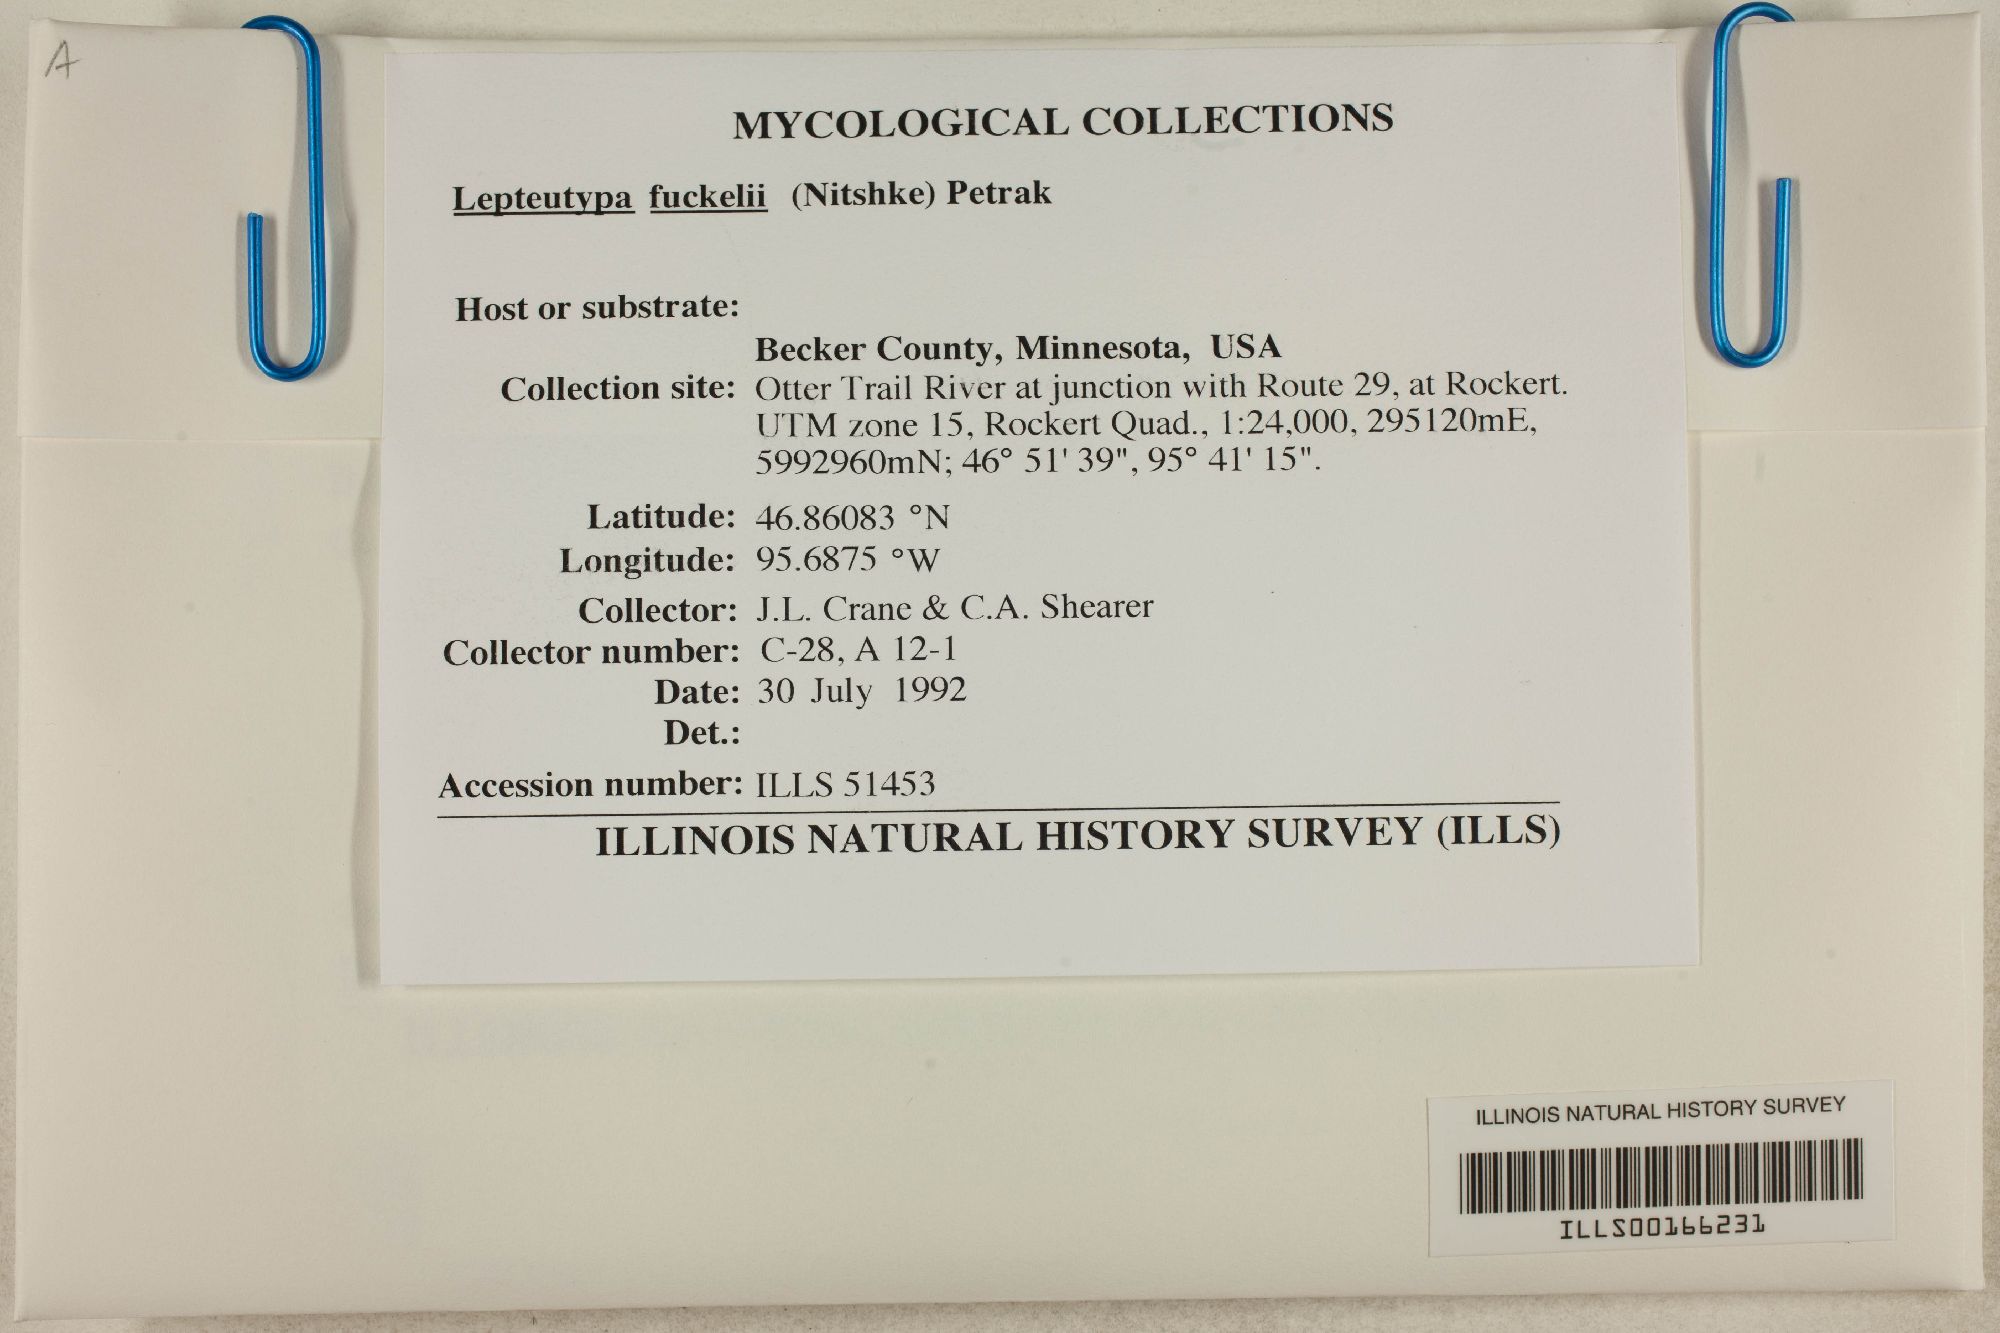 A
MYCOLOGICAL COLLECTIONS
Lepteutypa fuckelii (Nitshke) Petrak
Host or substrate:
Becker County, Minnesota, USA
Collection site: Otter Trail River at junction with Route 29, at Rockert.
UTM zone 15, Rockert Quad., 1:24,000, 295120mE,
5992960mN; 46° 51' 39", 95° 41' 15".
Latitude: 46.86083 °N
Longitude: 95.6875 °W
Collector: J.L. Crane & C.A. Shearer
Collector number: C-28, A 12-1
Date: 30 July 1992
Det.:
Accession number: ILLS 51453
ILLINOIS NATURAL HISTORY SURVEY (ILLS)
ILLINOIS NATURAL HISTORY SURVEY
ILLS00166231